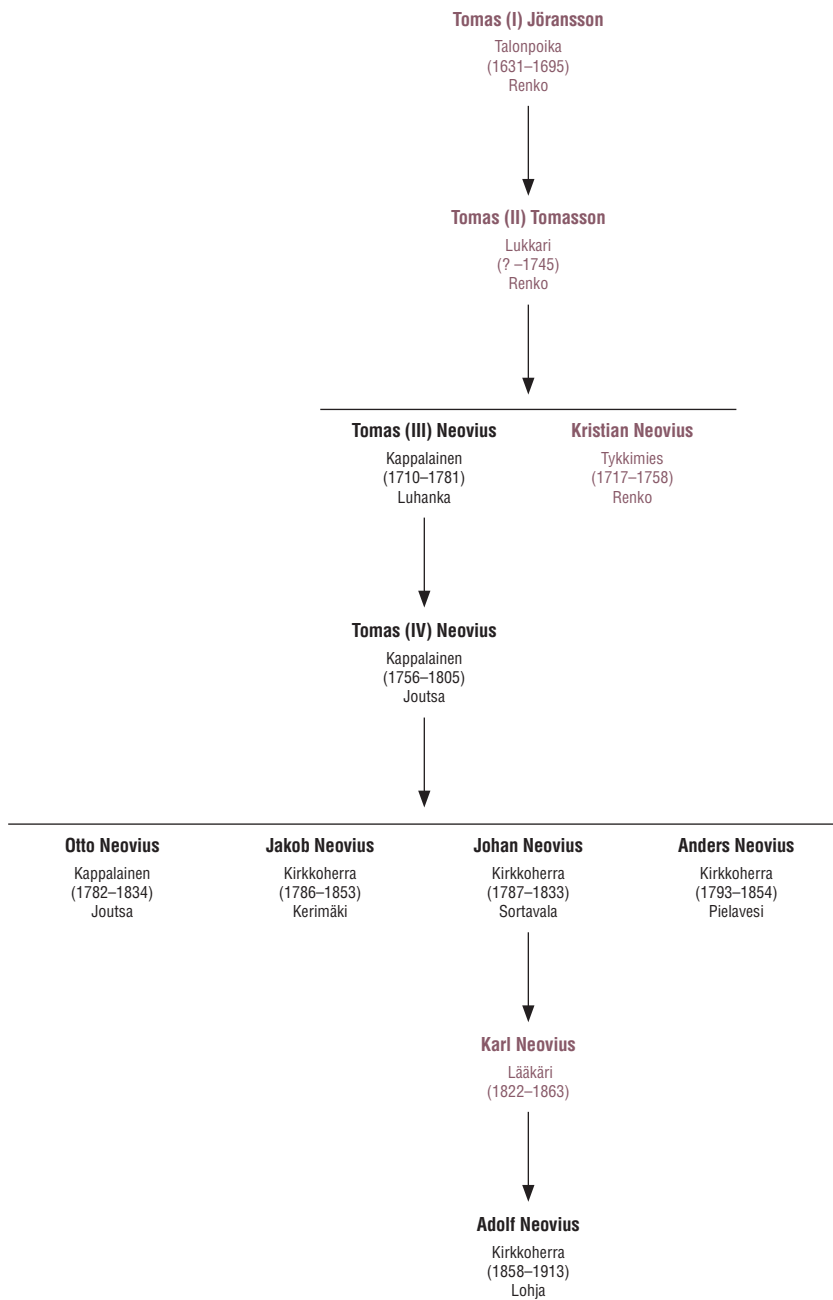 Tomas (I) Jöransson
Talonpoika
(1631–1695)
Renko
Tomas (II) Tomasson
Lukkari
(? –1745)
Renko
Tomas (III) Neovius
Kappalainen
(1710–1781)
Luhanka
Kristian Neovius
Tykkimies
(1717–1758)
Renko
Tomas (IV) Neovius
Kappalainen
(1756–1805)
Joutsa
Otto Neovius
Kappalainen
(1782–1834)
Joutsa
Jakob Neovius
Kirkkoherra
(1786–1853)
Kerimäki
Johan Neovius
Kirkkoherra
(1787–1833)
Sortavala
Anders Neovius
Kirkkoherra
(1793–1854)
Pielavesi
Karl Neovius
Lääkäri
(1822–1863)
Adolf Neovius
Kirkkoherra
(1858–1913)
Lohja